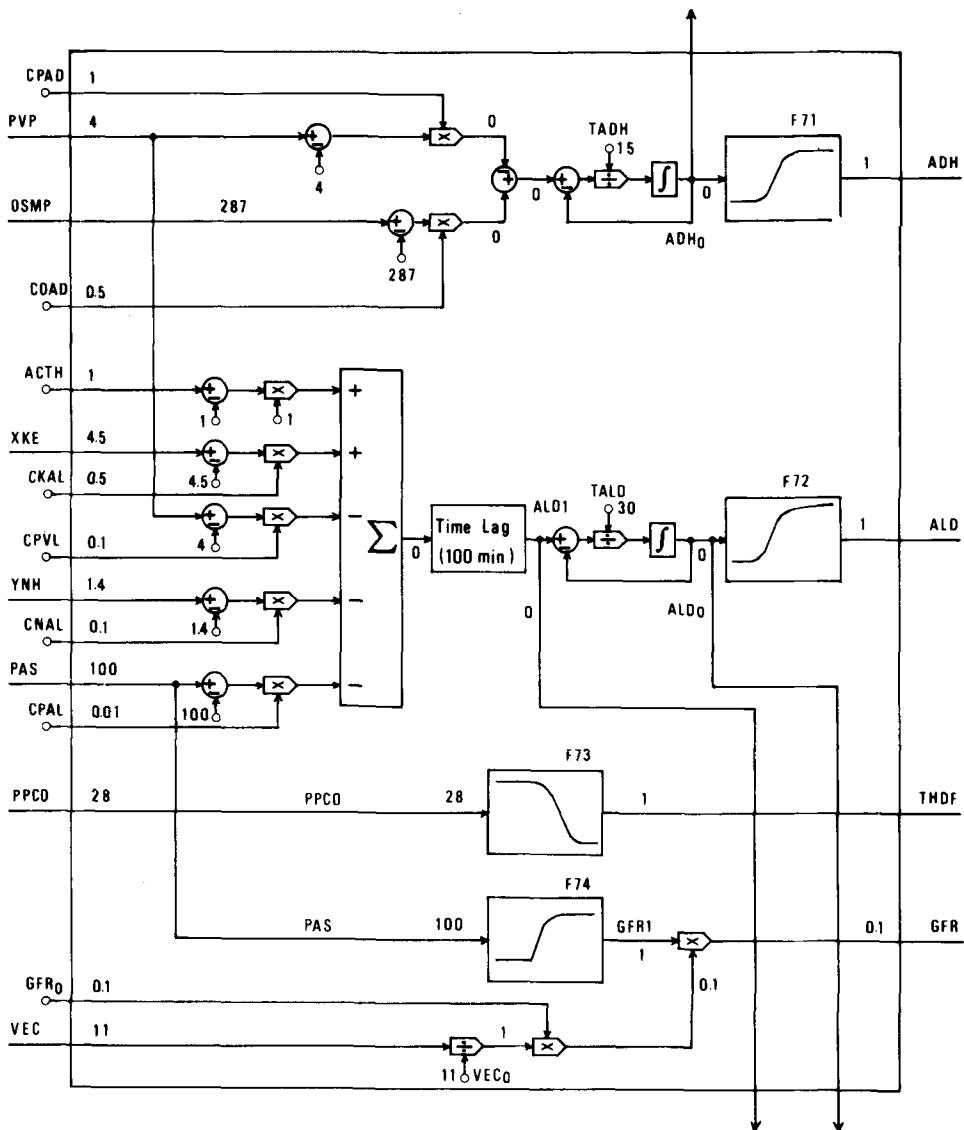 CPAD 1
PVP 4
0
TADH
15
F71
4
0
0
1 ADH
OSMP 287
0
ADH0
287
COAD 0.5
ACTH 1
1
1
XKE 4.5
4.5
CKAL 0.5
ALD1
TALD
30
F72
Time Lag
(100 min)
Σ
0
0
1 ALD
4
CPVL 0.1
YNH 1.4
0
ALD0
1.4
CNAL 0.1
PAS 100
100
CPAL 0.01
F73
PPCO 28
PPCO 28
1 THDF
F74
PAS 100
GFR1
1
0.1 GFR
GFR0 0.1
0.1
VEC 11
1
11 VEC0